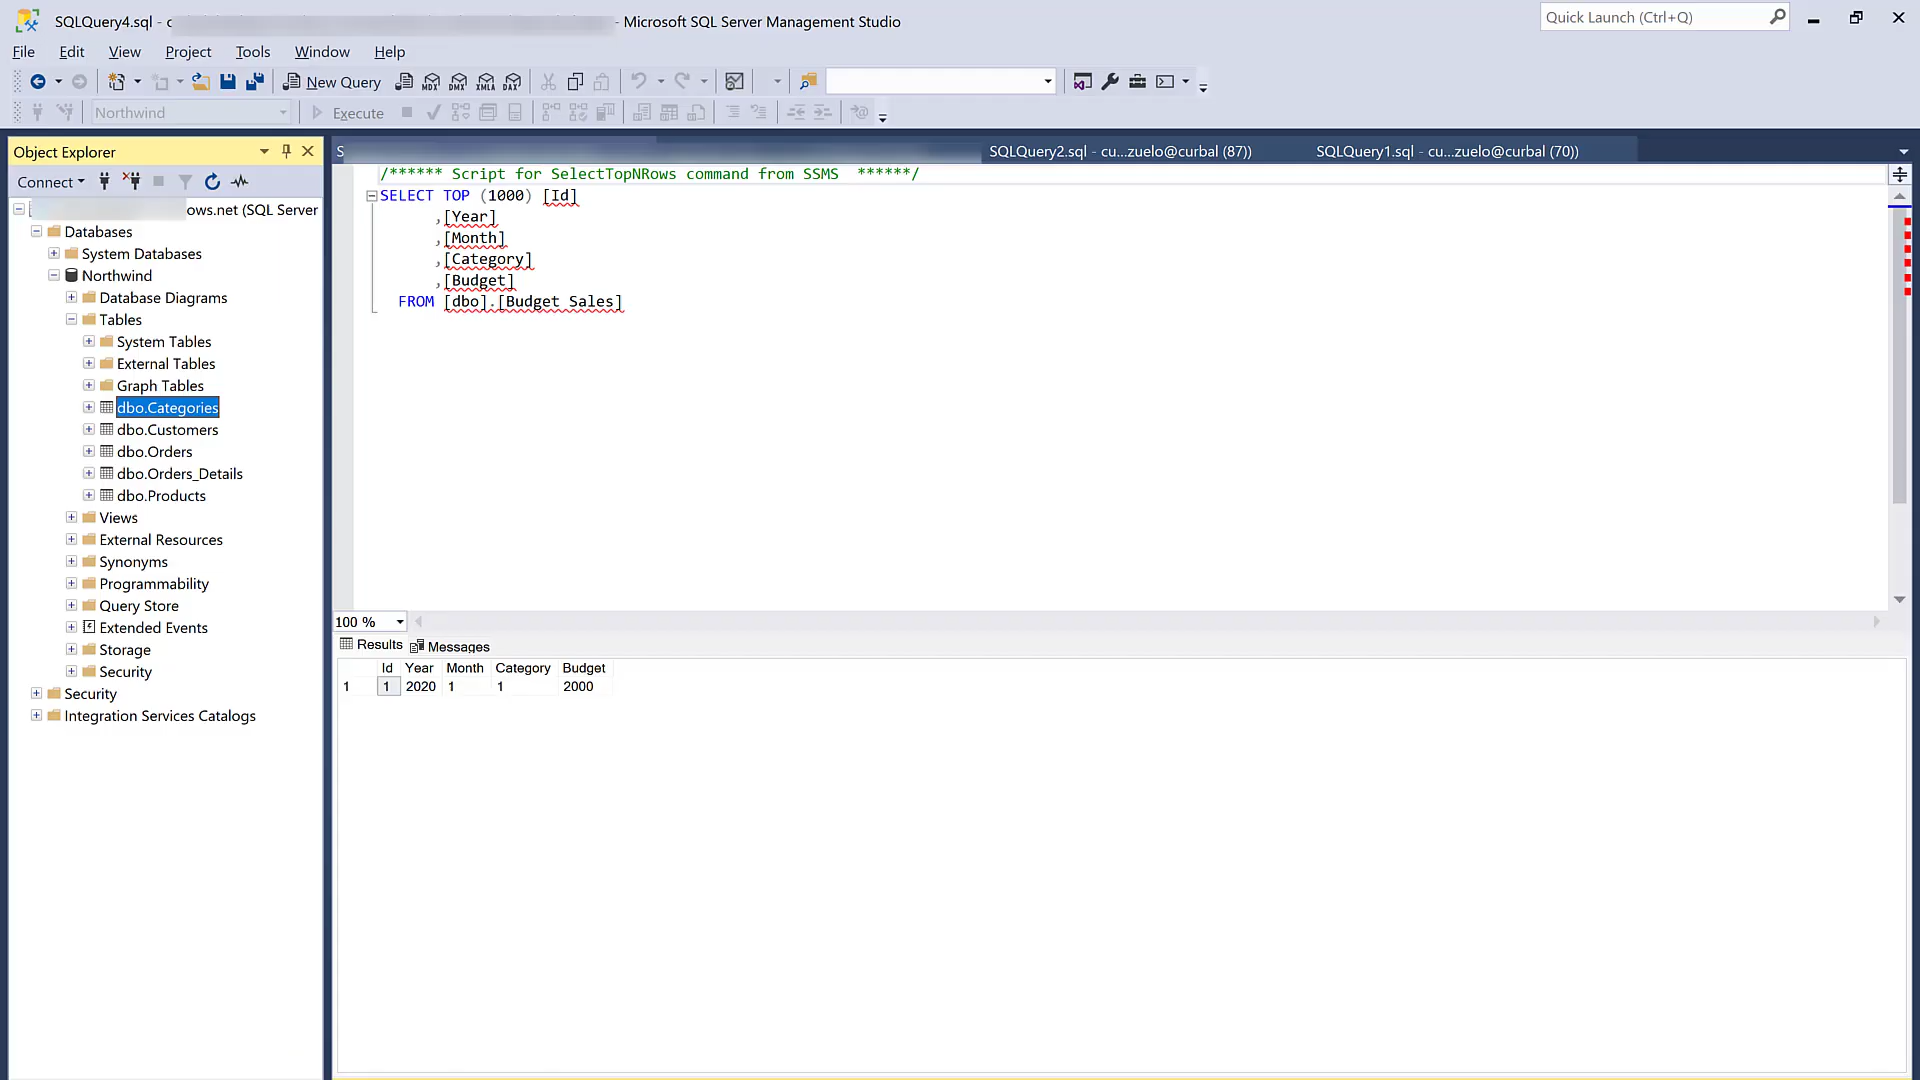 SQLQuery4.sql - c
- Microsoft SQL Server Management Studio
Quick Launch (Ctrl+Q)
File Edit View Project Tools Window Help
New Query MDX DMX XMLA DAX
Northwind Execute
Object Explorer
Connect
ows.net (SQL Server
Databases
System Databases
Northwind
Database Diagrams
Tables
System Tables
External Tables
Graph Tables
dbo.Categories
dbo.Customers
dbo.Orders
dbo.Orders_Details
dbo.Products
Views
External Resources
Synonyms
Programmability
Query Store
Extended Events
Storage
Security
Security
Integration Services Catalogs
S
SQLQuery2.sql - cu...zuelo@curbal (87))
SQLQuery1.sql - cu...zuelo@curbal (70))
/****** Script for SelectTopNRows command from SSMS  ******/
SELECT TOP (1000) [Id]
,[Year]
,[Month]
,[Category]
,[Budget]
FROM [dbo].[Budget Sales]
100 %
Results Messages
Id Year Month Category Budget
1 1 2020 1 1 2000